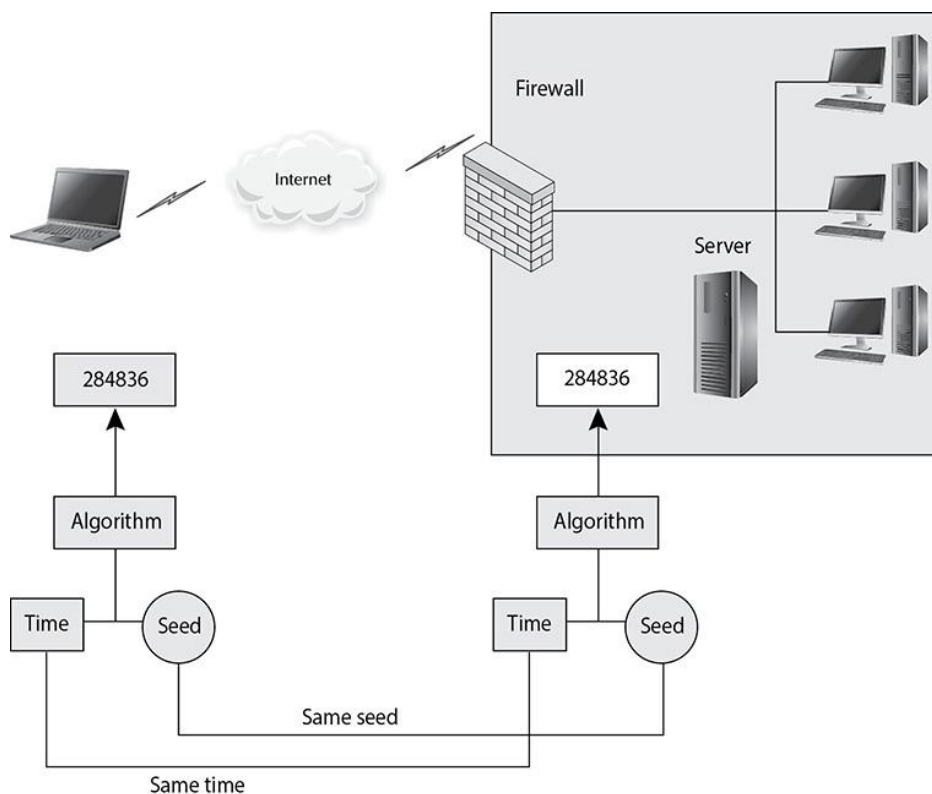 Firewall
Internet
Server
284836
284836
Algorithm
Algorithm
Time
Seed
Time
Seed
Same seed
Same time